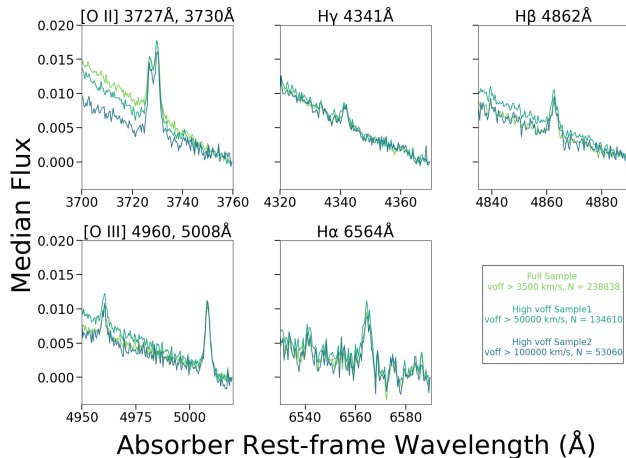 [O II] 3727Å, 3730Å
Hγ 4341Å
Hβ 4862Å
0.020
0.015
0.010
0.005
0.000
3700 3720 3740 3760
4320 4340 4360
4840 4860 4880
Median Flux
[O III] 4960, 5008Å
Hα 6564Å
0.020
0.015
0.010
0.005
0.000
4950 4975 5000
6540 6560 6580
Full Sample
voff > 3500 km/s, N = 238838
High voff Sample1
voff > 50000 km/s, N = 134610
High voff Sample2
voff > 100000 km/s, N = 53060
Absorber Rest-frame Wavelength (Å)